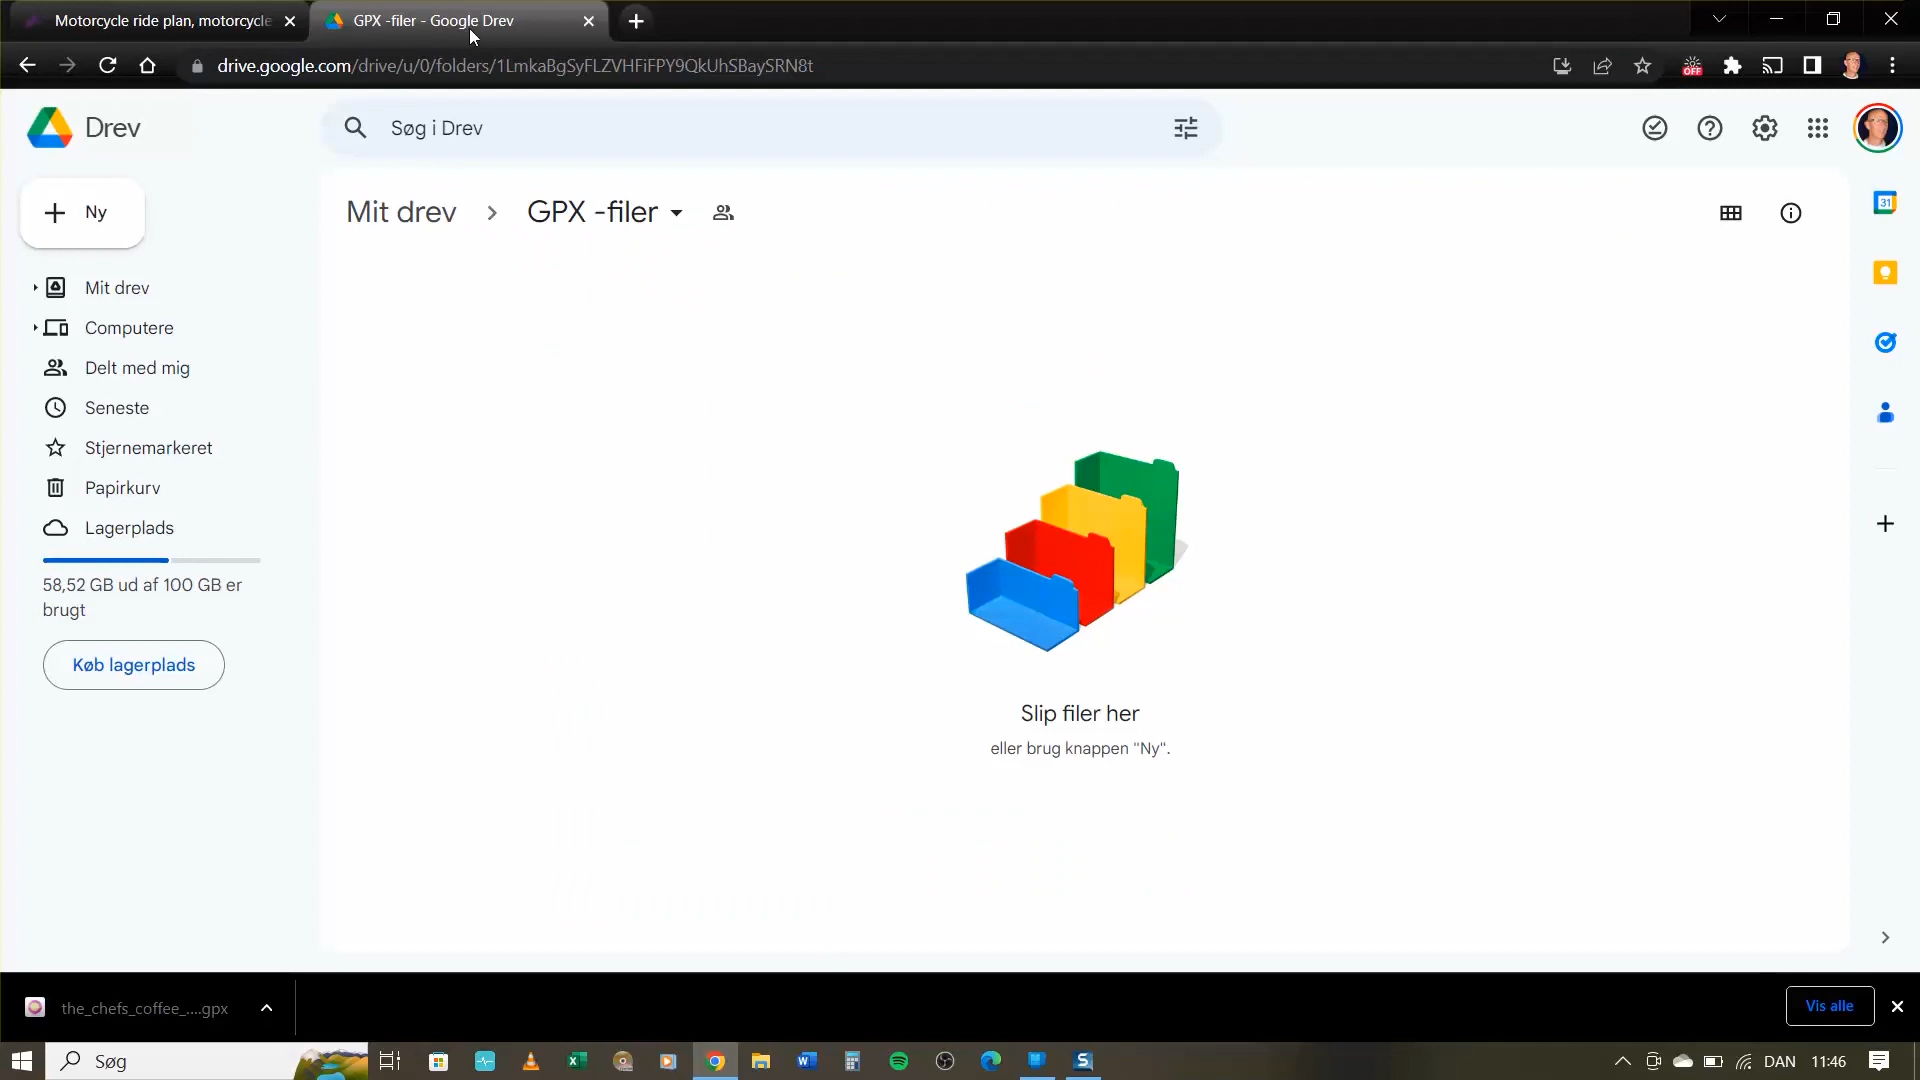 Motorcycle ride plan, motorcycle
GPX -filer - Google Drev
drive.google.com/drive/u/0/folders/1LmkaBgSyFLZVHFiFPY9QkUhSBaySRN8t
OFF
Drev
Søg i Drev
Ny
Mit drev
GPX -filer
31
Mit drev
Computere
Delt med mig
Seneste
Stjernemarkeret
Papirkurv
Lagerplads
58,52 GB ud af 100 GB er
brugt
Køb lagerplads
Slip filer her
eller brug knappen "Ny".
the_chefs_coffee_....gpx
Vis alle
Søg
DAN
11:46